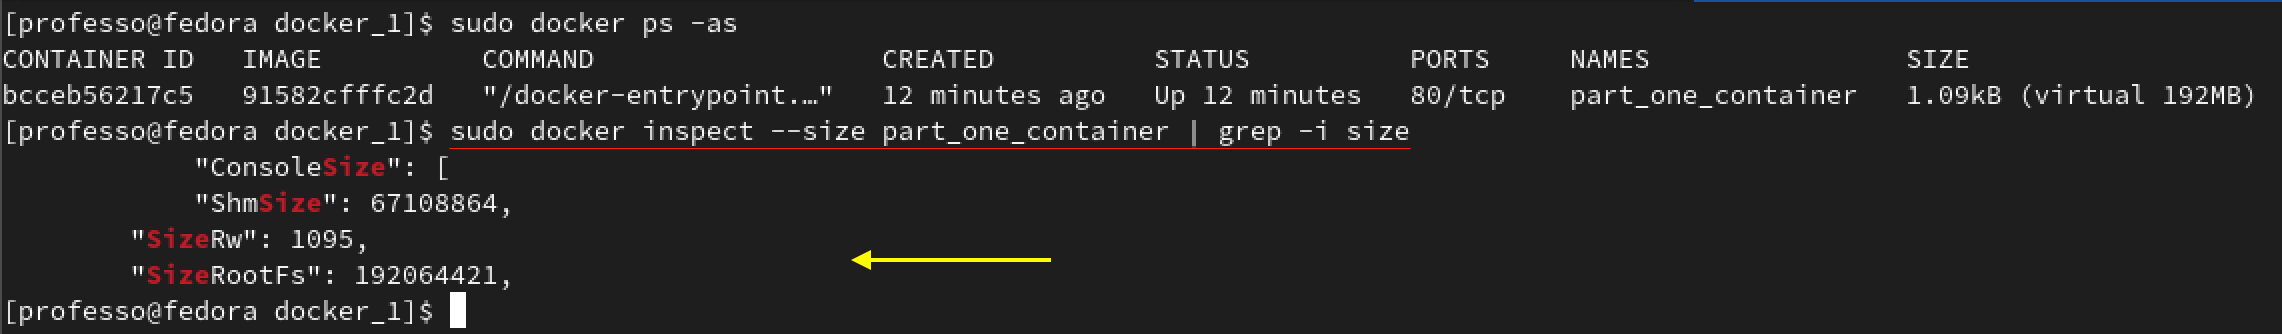 [professo@fedora docker_1]$ sudo docker ps -as
CONTAINER ID   IMAGE          COMMAND                  CREATED          STATUS          PORTS     NAMES                SIZE
bcceb56217c5   91582cfffc2d   "/docker-entrypoint.…"   12 minutes ago   Up 12 minutes   80/tcp    part_one_container   1.09kB (virtual 192MB)
[professo@fedora docker_1]$ sudo docker inspect --size part_one_container | grep -i size
            "ConsoleSize": [
            "ShmSize": 67108864,
        "SizeRw": 1095,
        "SizeRootFs": 192064421,
[professo@fedora docker_1]$